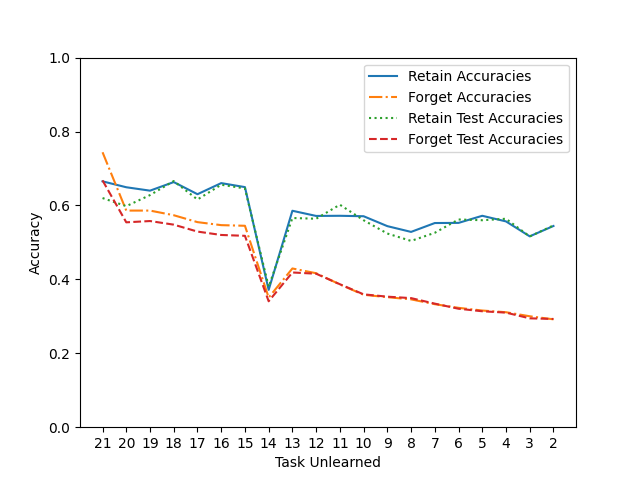 Retain Accuracies
Forget Accuracies
Retain Test Accuracies
Forget Test Accuracies
1.0
0.8
0.6
0.4
0.2
0.0
Accuracy
21 20 19 18 17 16 15 14 13 12 11 10 9 8 7 6 5 4 3 2
Task Unlearned